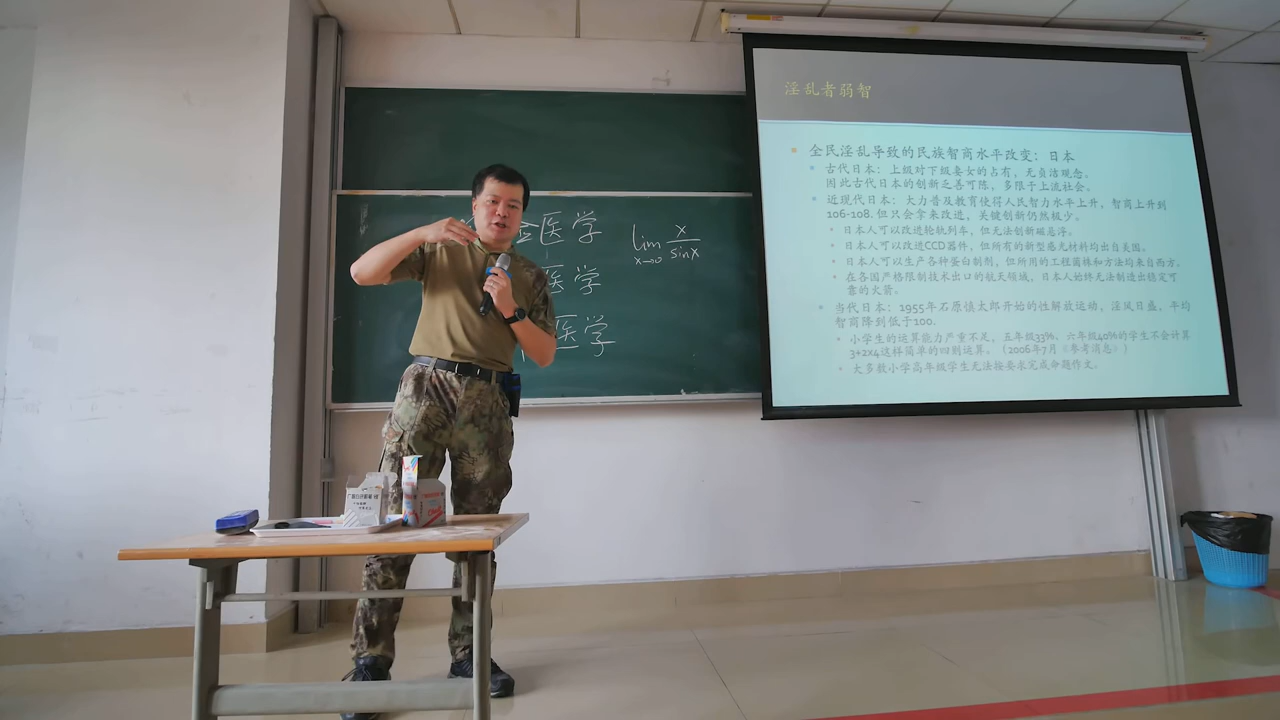 淫乱者弱智
全民淫乱导致的民族智商水平改变：日本
古代日本：上级对下级妻女的占有，无贞洁观念。
因此古代日本的创新乏善可陈，多限于上流社会。
近现代日本：大力普及教育使得人民智力水平上升，智商上升到
106-108. 但只会拿来改进，关键创新仍然极少。
日本人可以改进轮轨列车，但无法创新磁悬浮。
日本人可以改进CCD器件，但所有的新型感光材料均出自美国。
日本人可以生产各种蛋白制剂，但所用的工程菌株和方法均来自西方。
在各国严格限制技术出口的航天领域，日本人始终无法制造出稳定可
靠的火箭。
当代日本：1955年石原慎太郎开始的性解放运动，淫风日盛，平均
智商降到低于100.
小学生的运算能力严重不足，五年级33%、六年级40%的学生不会计算
3+2x4这样简单的四则运算。（2006年7月《参考消息》）
大多数小学高年级学生无法按要求完成命题作文。
医学
医学
医学
lim x
x→0 sinx